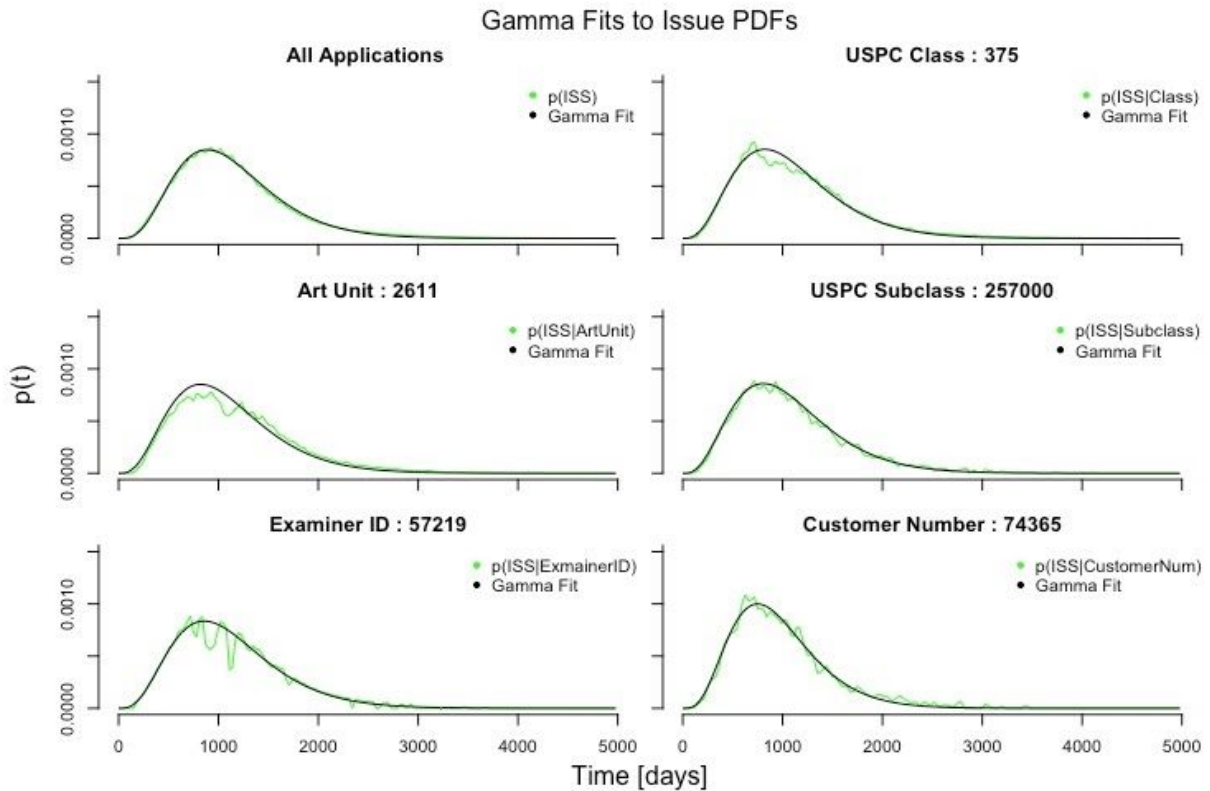 Gamma Fits to Issue PDFs
All Applications
p(ISS)
Gamma Fit
0.0010
0.0000
USPC Class : 375
p(ISS|Class)
Gamma Fit
Art Unit : 2611
p(ISS|ArtUnit)
Gamma Fit
0.0010
0.0000
USPC Subclass : 257000
p(ISS|Subclass)
Gamma Fit
p(t)
Examiner ID : 57219
p(ISS|ExmainerID)
Gamma Fit
0.0010
0.0000
0 1000 2000 3000 4000 5000
Customer Number : 74365
p(ISS|CustomerNum)
Gamma Fit
0 1000 2000 3000 4000 5000
Time [days]